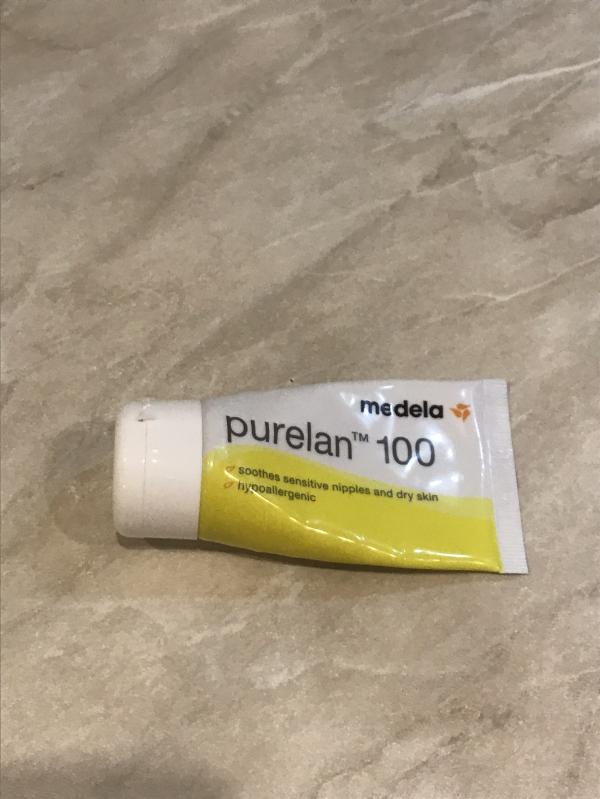 medela
purelan™ 100
soothes sensitive nipples and dry skin
hypoallergenic